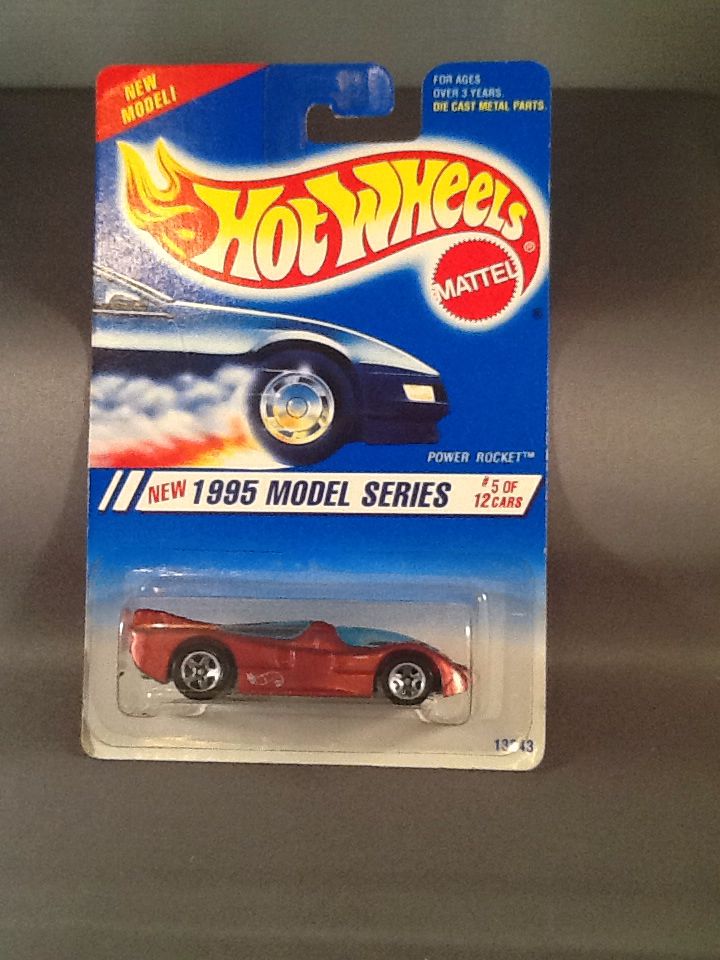 NEW
MODEL!
FOR AGES
OVER 3 YEARS.
DIE CAST METAL PARTS.
HOT WHEELS®
MATTEL
®
POWER ROCKET™
NEW 1995 MODEL SERIES
#5 OF
12 CARS